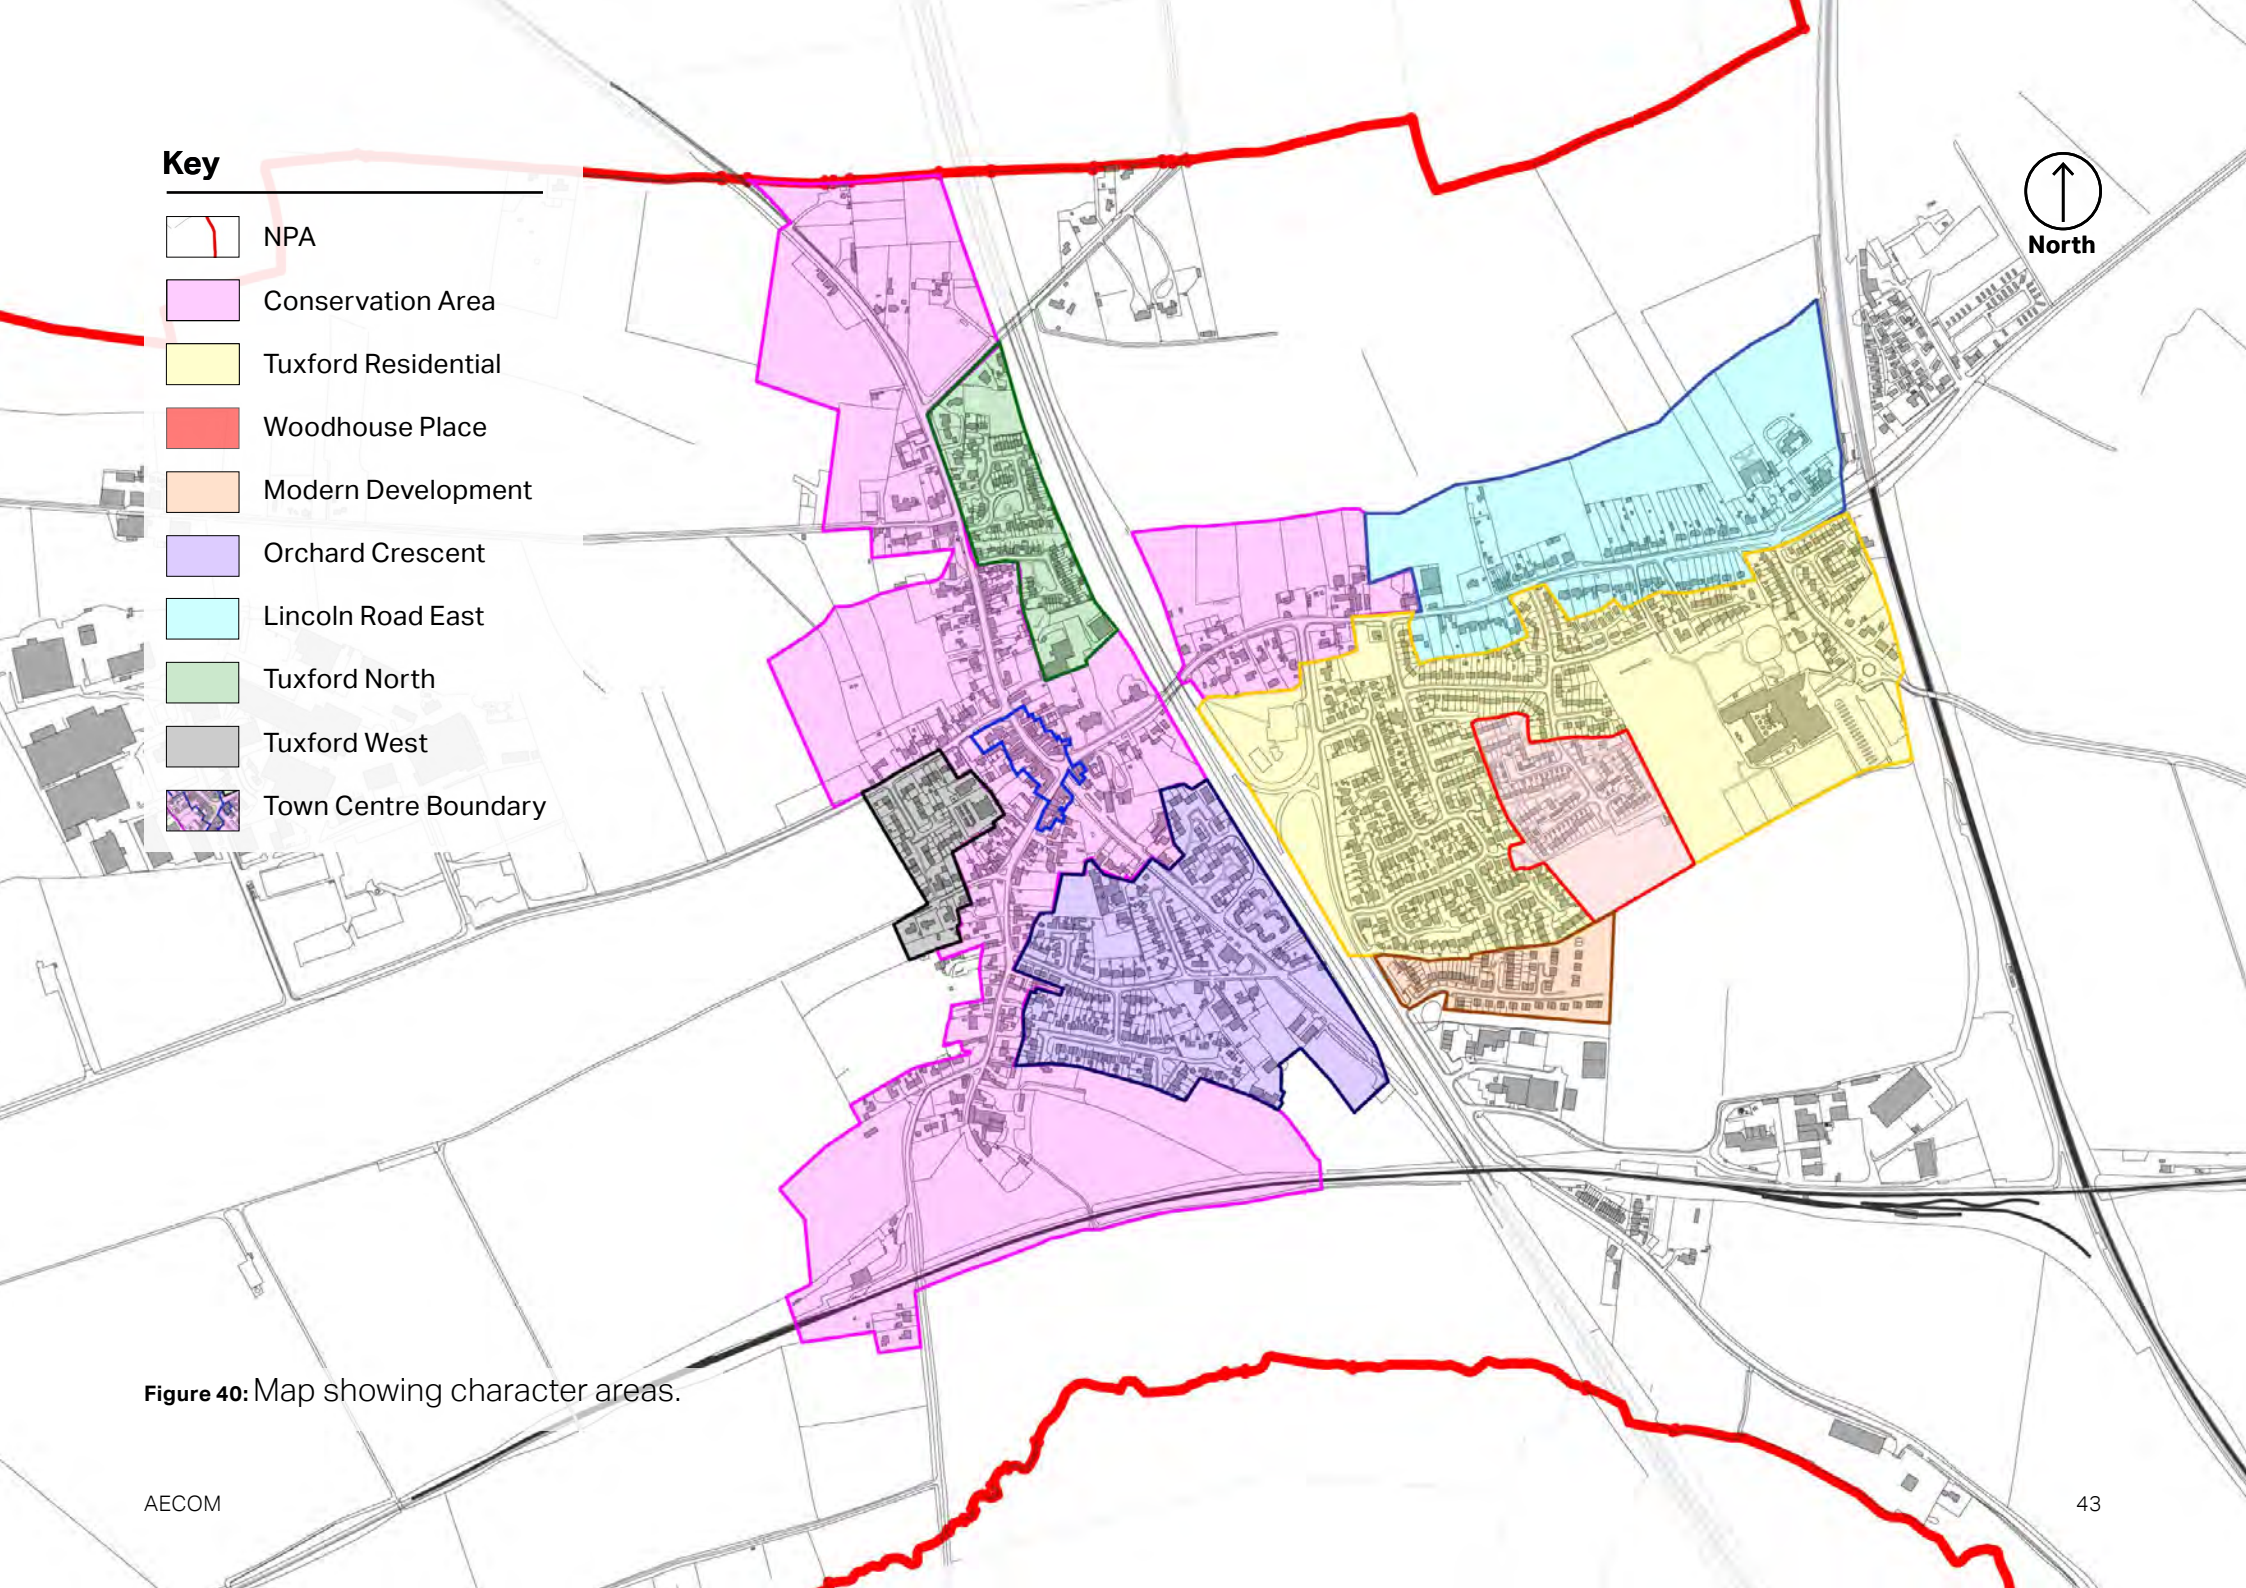 Key
NPA
Conservation Area
Tuxford Residential
Woodhouse Place
Modern Development
Orchard Crescent
Lincoln Road East
Tuxford North
Tuxford West
Town Centre Boundary
North
Figure 40: Map showing character areas.
AECOM
43